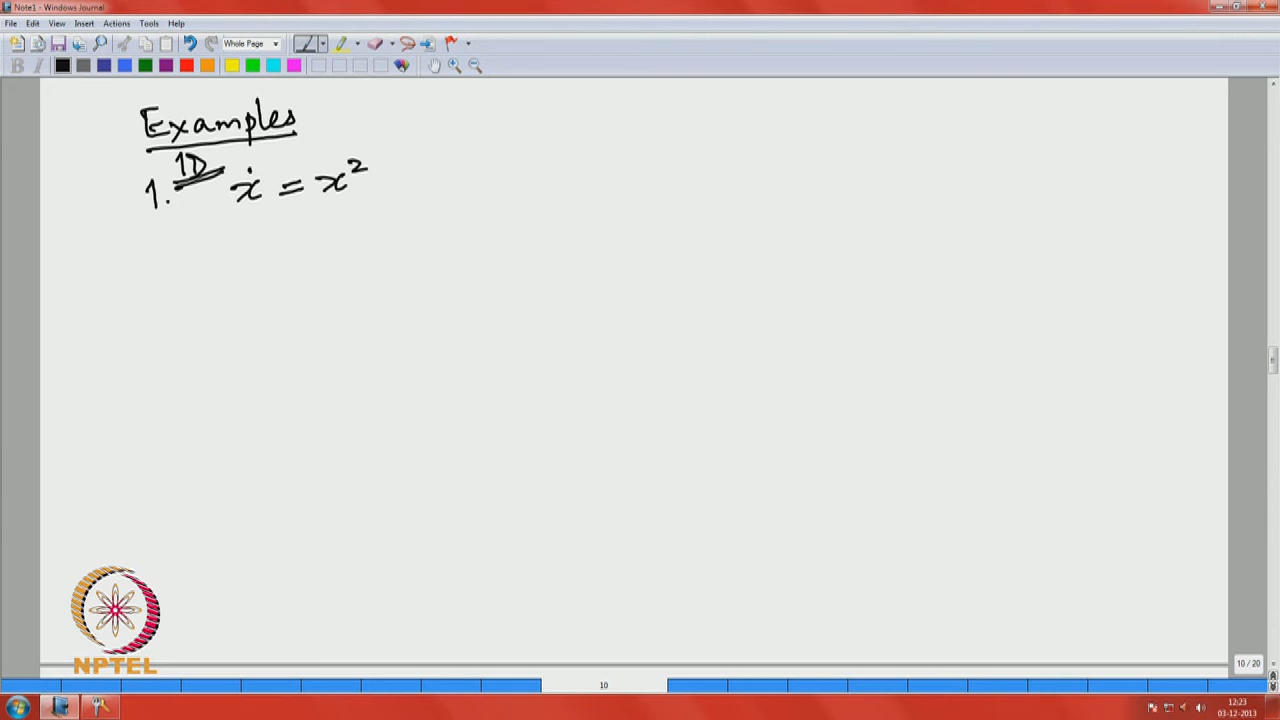 Note1 - Windows Journal
File Edit View Insert Actions Tools Help
Whole Page
B I
Examples
1D
1. ẋ = x²
NPTEL
10 / 20
10
12:23
03-12-2013